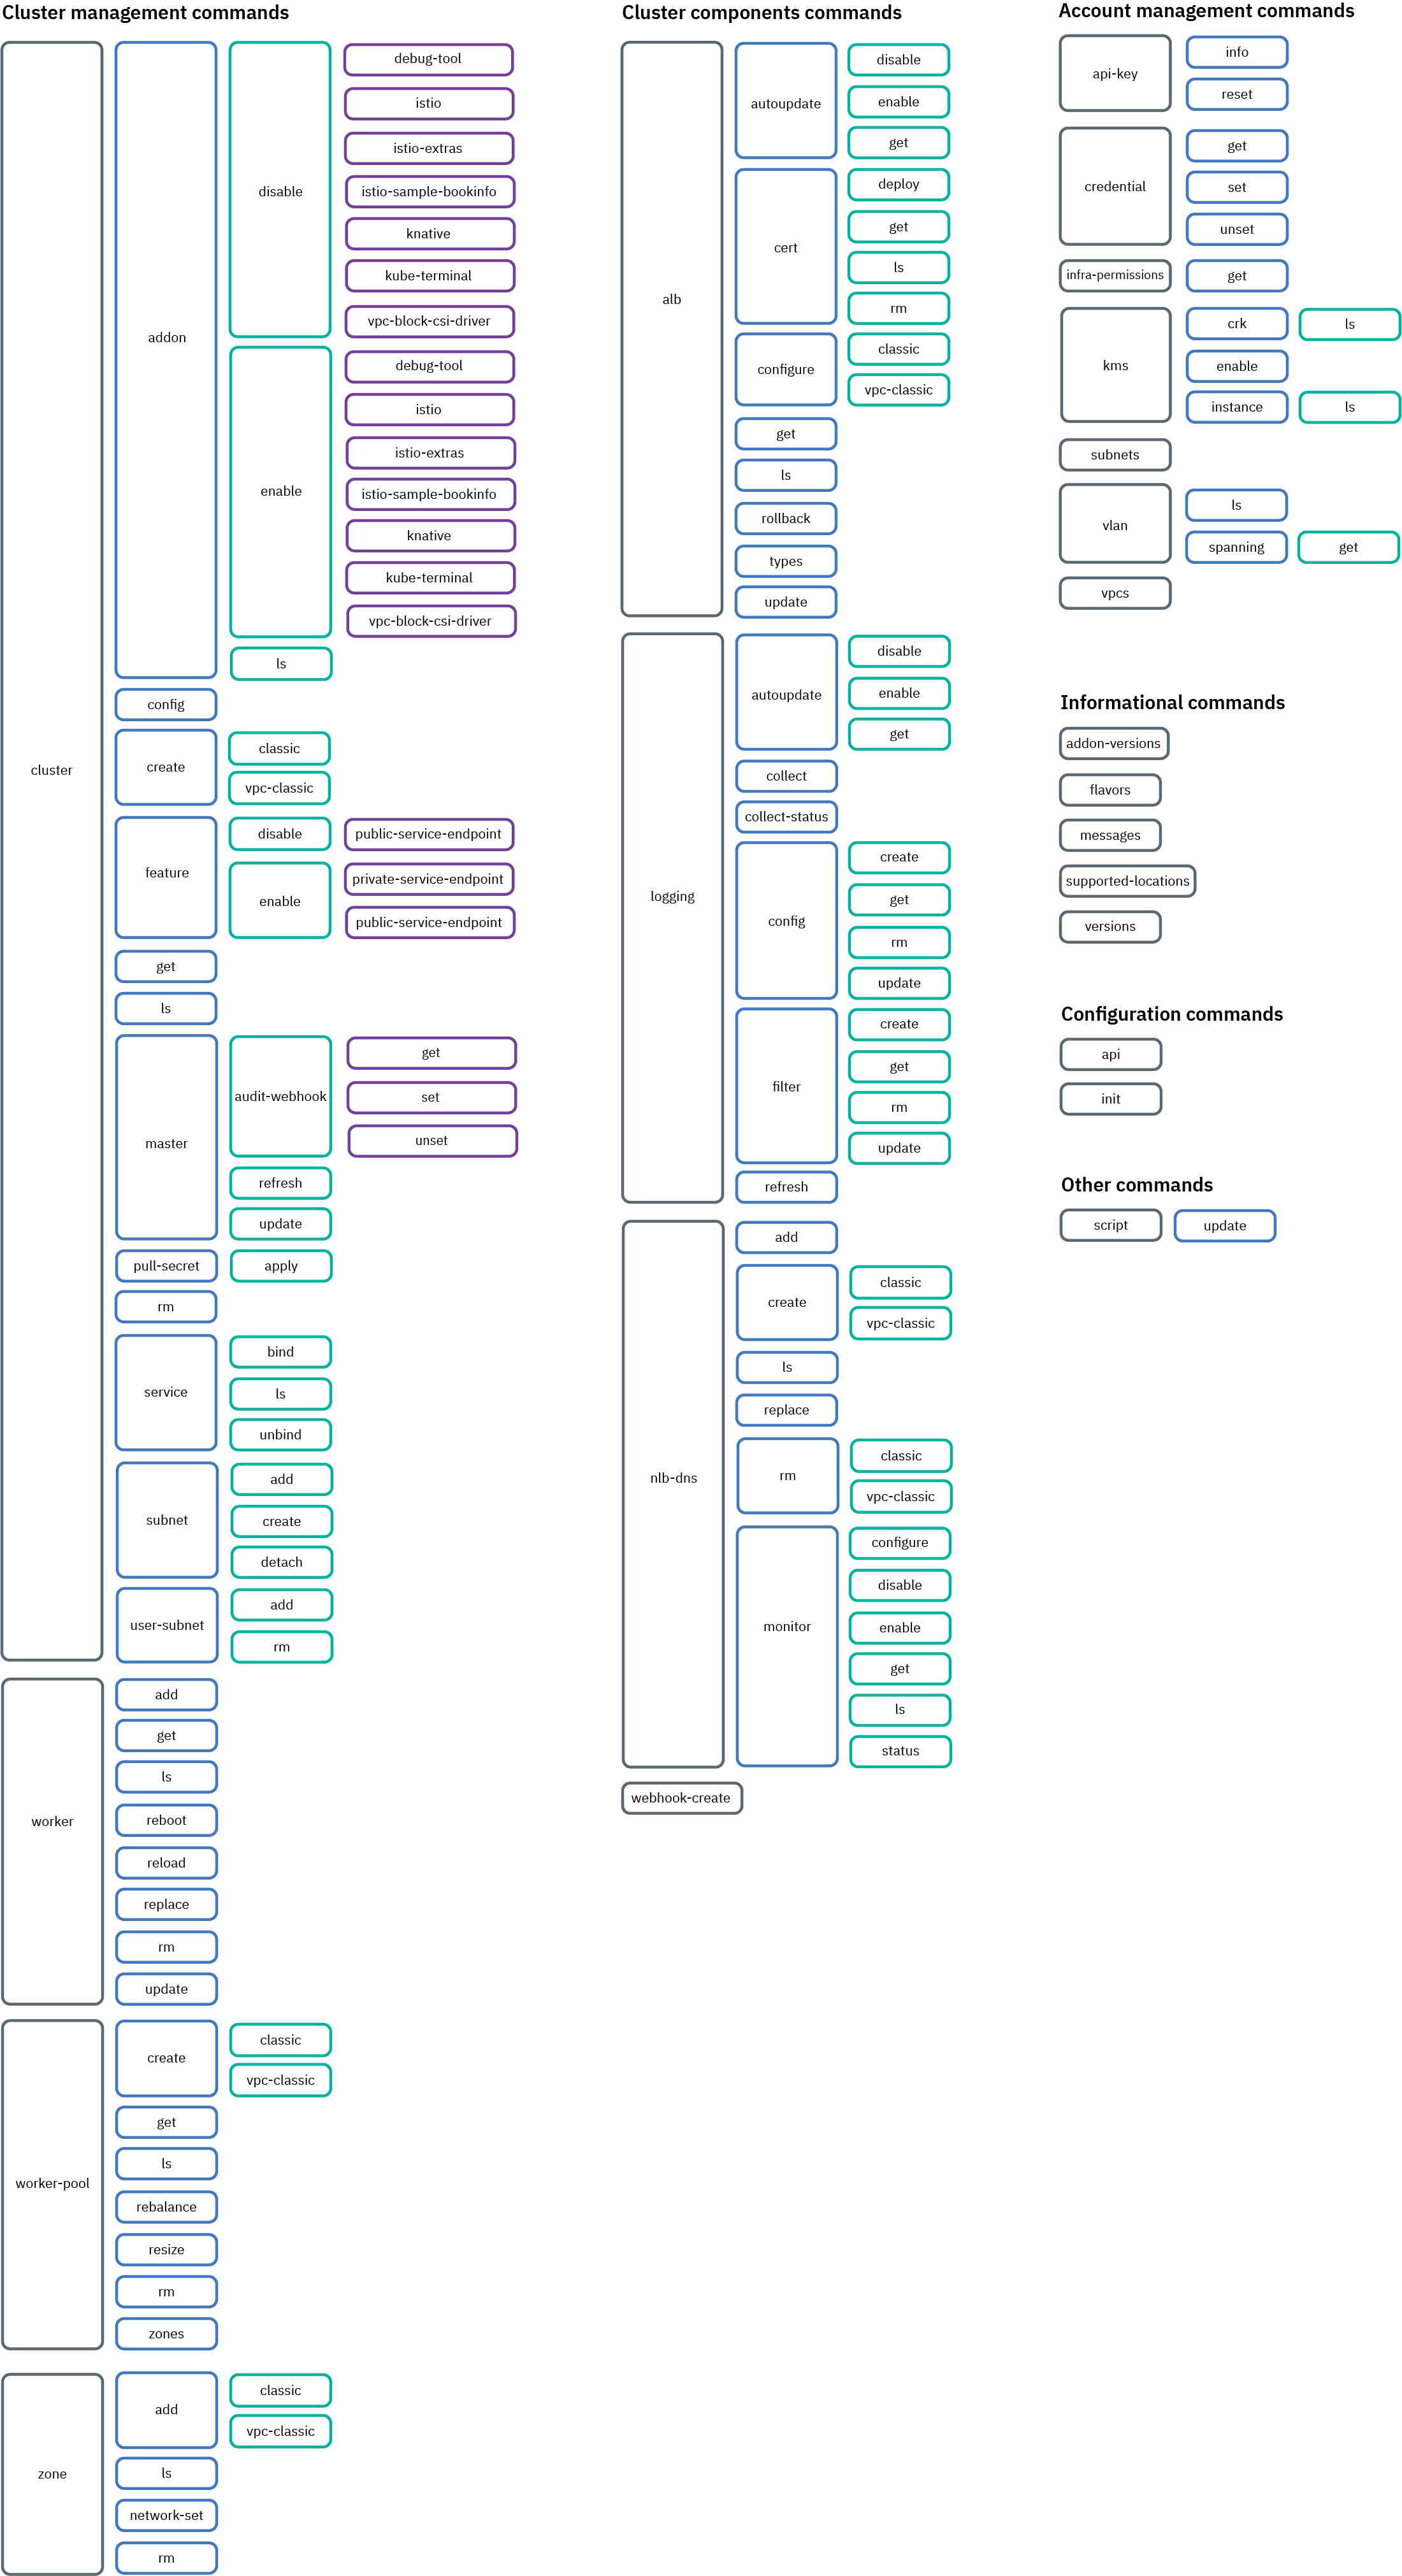 Cluster management commands
cluster
addon
disable
debug-tool
istio
istio-extras
istio-sample-bookinfo
knative
kube-terminal
vpc-block-csi-driver
enable
debug-tool
istio
istio-extras
istio-sample-bookinfo
knative
kube-terminal
vpc-block-csi-driver
ls
config
create
classic
vpc-classic
feature
disable
public-service-endpoint
enable
private-service-endpoint
public-service-endpoint
get
ls
master
audit-webhook
get
set
unset
refresh
update
pull-secret
apply
rm
service
bind
ls
unbind
subnet
add
create
detach
user-subnet
add
rm
worker
add
get
ls
reboot
reload
replace
rm
update
worker-pool
create
classic
vpc-classic
get
ls
rebalance
resize
rm
zones
zone
add
classic
vpc-classic
ls
network-set
rm
Cluster components commands
alb
autoupdate
disable
enable
get
cert
deploy
get
ls
rm
configure
classic
vpc-classic
get
ls
rollback
types
update
logging
autoupdate
disable
enable
get
collect
collect-status
config
create
get
rm
update
filter
create
get
rm
update
refresh
nlb-dns
add
create
classic
vpc-classic
ls
replace
rm
classic
vpc-classic
monitor
configure
disable
enable
get
ls
status
webhook-create
Account management commands
api-key
info
reset
credential
get
set
unset
infra-permissions
get
kms
crk
ls
enable
instance
ls
subnets
vlan
ls
spanning
get
vpcs
Informational commands
addon-versions
flavors
messages
supported-locations
versions
Configuration commands
api
init
Other commands
script
update